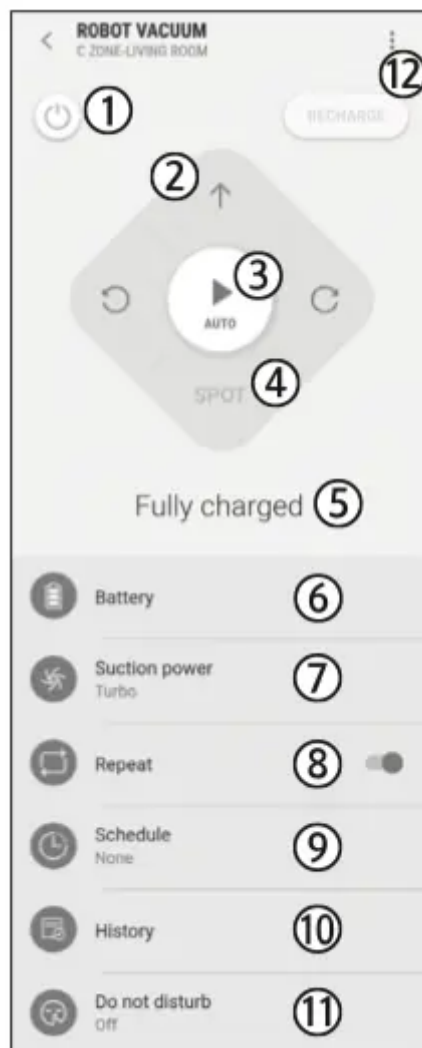 ROBOT VACUUM
C ZONE-LIVING ROOM
⑫
① RECHARGE
②
③
AUTO
SPOT ④
Fully charged ⑤
Battery ⑥
Suction power ⑦
Turbo
Repeat ⑧
Schedule ⑨
None
History ⑩
Do not disturb ⑪
Off